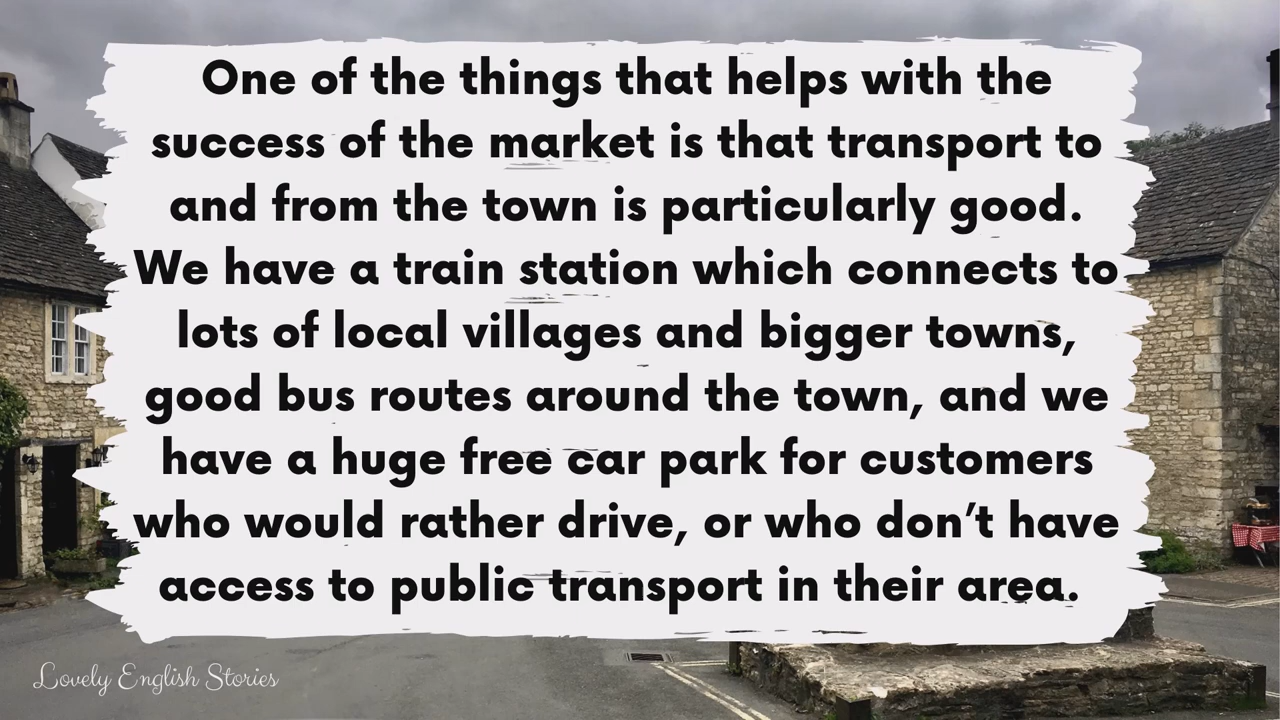 One of the things that helps with the
success of the market is that transport to
and from the town is particularly good.
We have a train station which connects to
lots of local villages and bigger towns,
good bus routes around the town, and we
have a huge free car park for customers
who would rather drive, or who don't have
access to public transport in their area.
Lovely English Stories